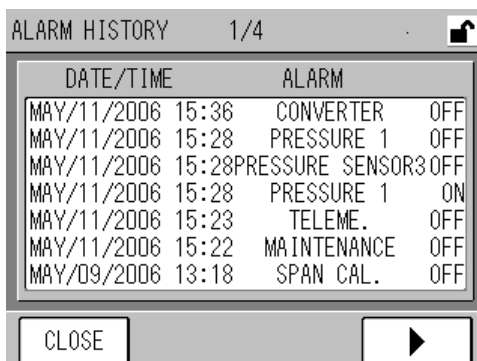 ALARM HISTORY 1/4
DATE/TIME ALARM
MAY/11/2006 15:36 CONVERTER OFF
MAY/11/2006 15:28 PRESSURE 1 OFF
MAY/11/2006 15:28PRESSURE SENSOR3OFF
MAY/11/2006 15:28 PRESSURE 1 ON
MAY/11/2006 15:23 TELEME. OFF
MAY/11/2006 15:22 MAINTENANCE OFF
MAY/09/2006 13:18 SPAN CAL. OFF
CLOSE